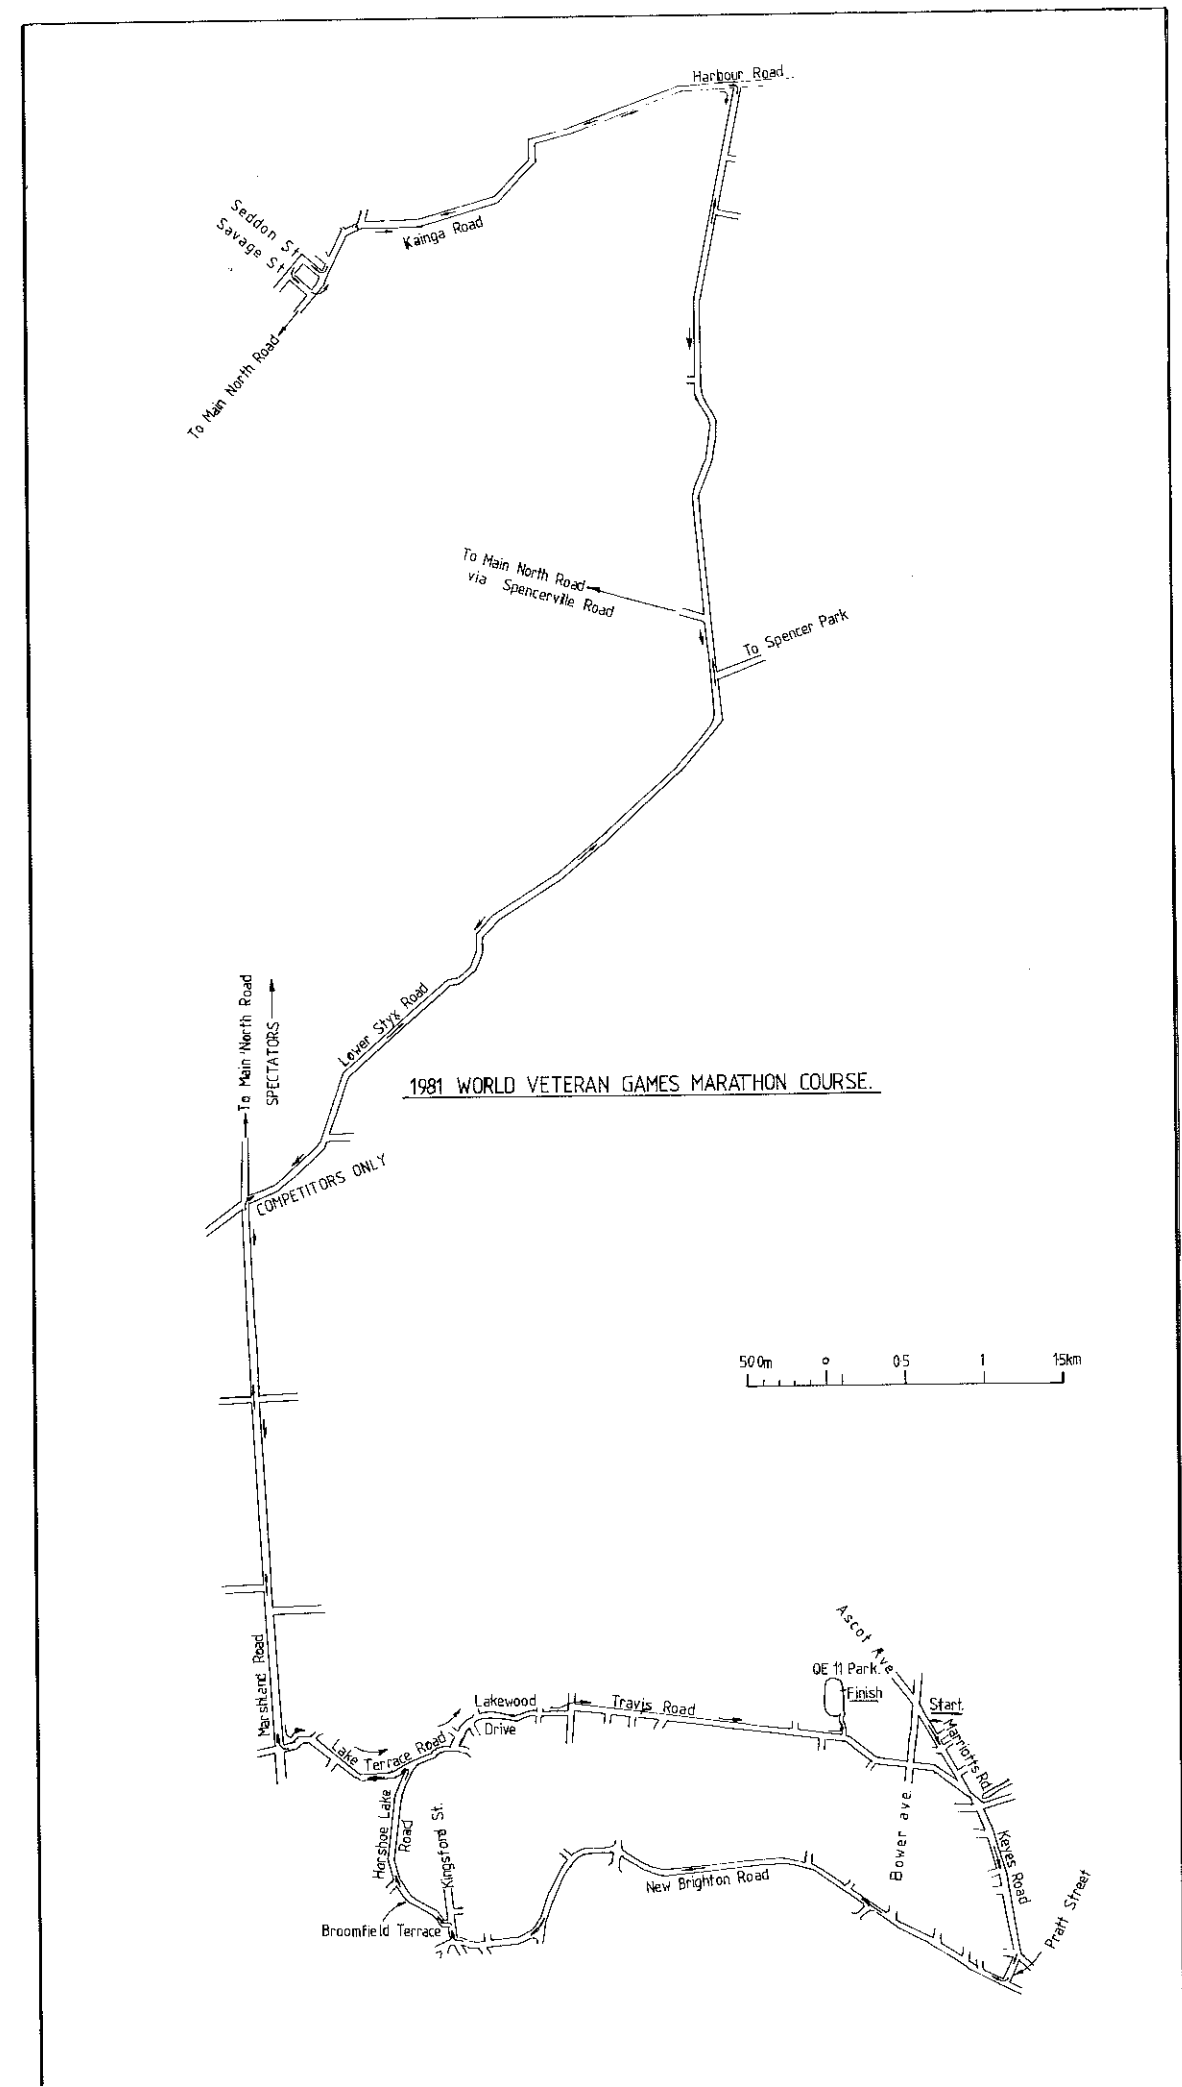 Harbour Road
Seddon St
Savage St
Kainga Road
To Main North Road
To Main North Road
via Spencerville Road
To Spencer Park
To Main North Road
SPECTATORS
Lower Styx Road
1981 WORLD VETERAN GAMES MARATHON COURSE.
COMPETITORS ONLY
500m 0 0.5 1 1.5km
Ascot Ave
Marshland Road
QE 11 Park.
Finish
Start.
Lakewood
Drive
Travis Road
Marriotts Rd
Lake Terrace Road
Horshoe Lake
Road
Kingsford St.
Bower ave.
Keyes Road
New Brighton Road
Pratt Street
Broomfield Terrace